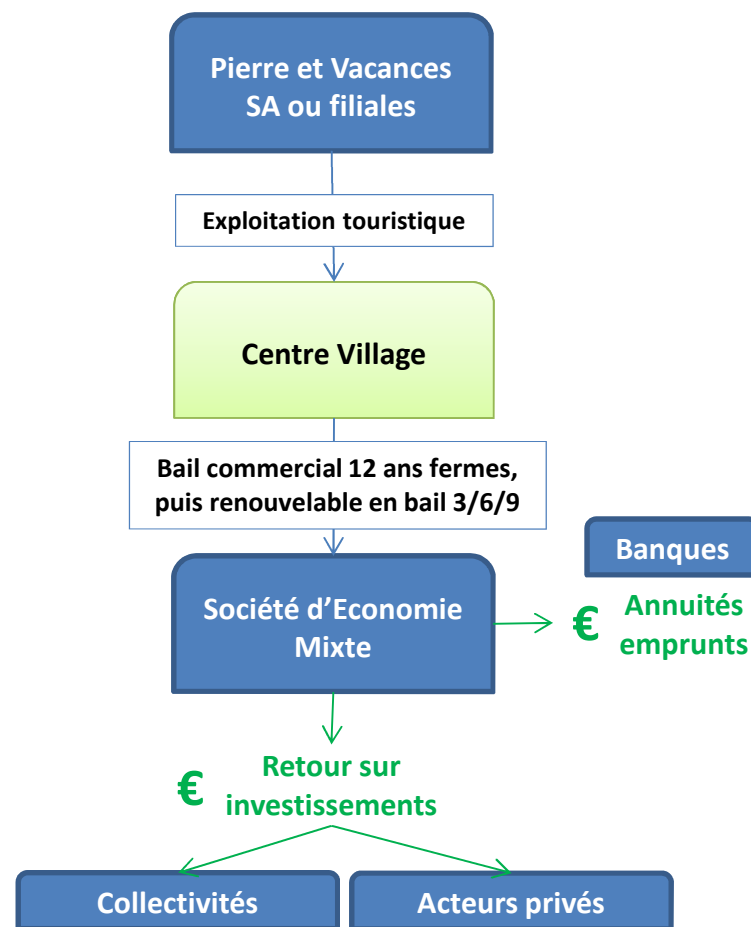 Pierre et Vacances
SA ou filiales
Exploitation touristique
Centre Village
Bail commercial 12 ans fermes,
puis renouvelable en bail 3/6/9
Banques
Société d’Economie
Mixte
€
Annuités
emprunts
€
Retour sur
investissements
Collectivités
Acteurs privés